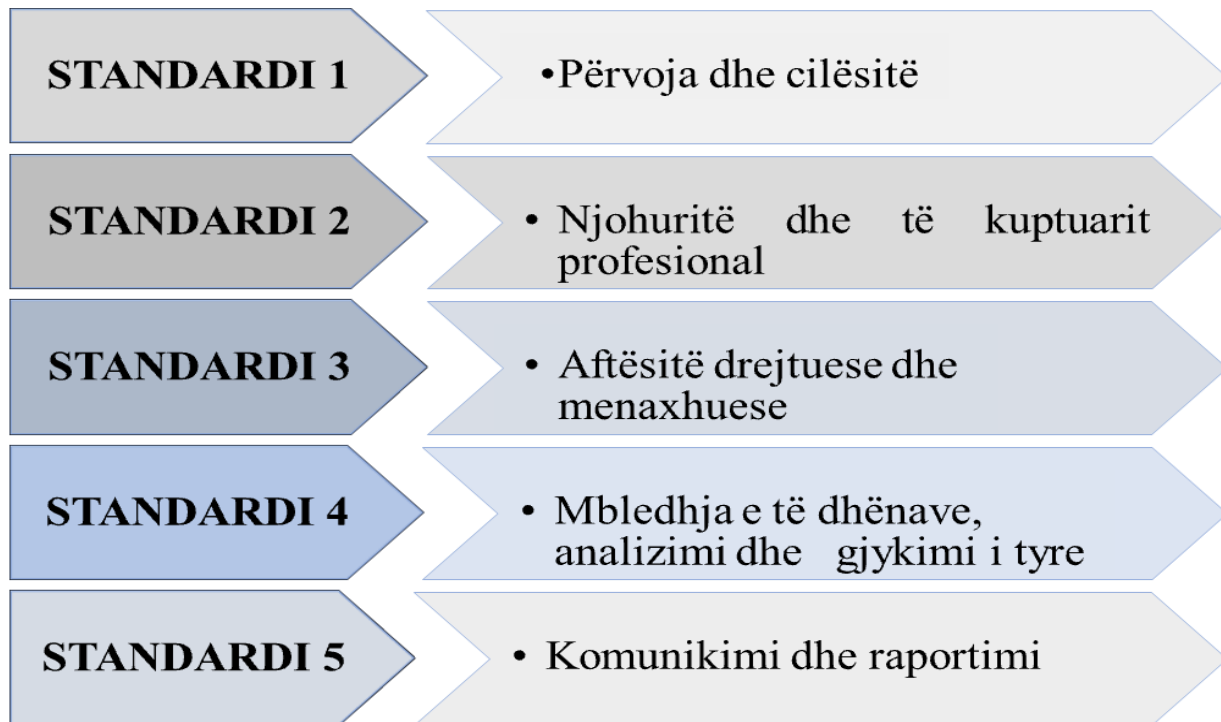 STANDARDI 1
•Përvoja dhe cilësitë
STANDARDI 2
• Njohuritë dhe të kuptuarit
profesional
STANDARDI 3
• Aftësitë drejtuese dhe
menaxhuese
STANDARDI 4
• Mbledhja e të dhënave,
analizimi dhe gjykimi i tyre
STANDARDI 5
• Komunikimi dhe raportimi